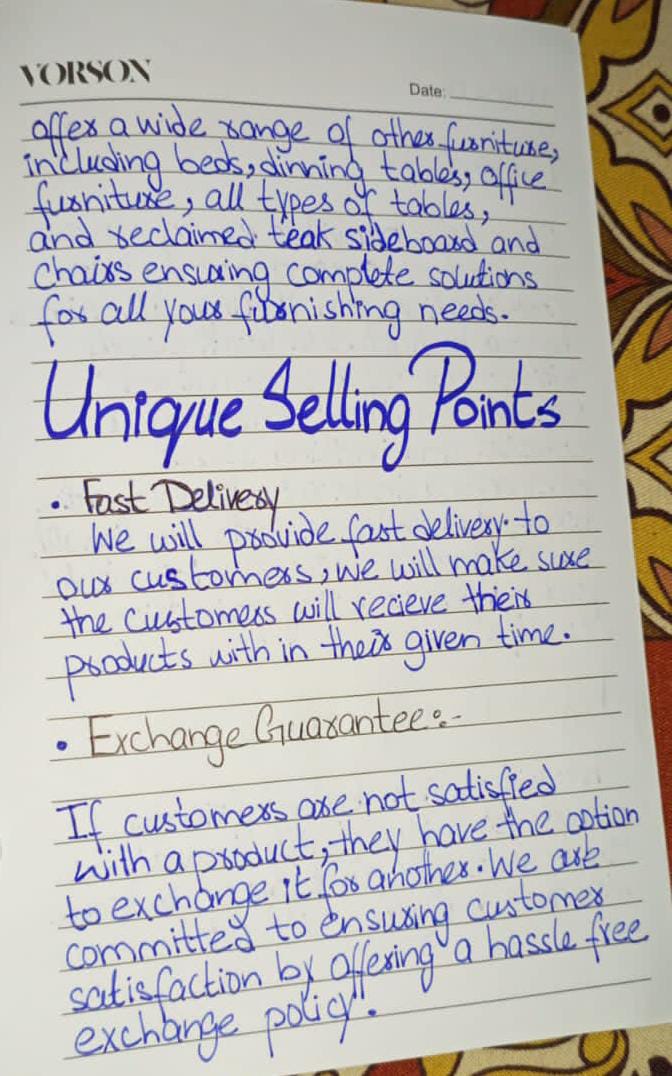 VORSON
Date:
offer a wide range of other furniture,
including beds, dinning tables, office
furniture, all types of tables,
and reclaimed teak sideboard and
chairs ensuring complete solutions
for all your furnishing needs.
Unique Selling Points
• Fast Delivery
We will provide fast delivery to
our customers, we will make sure
the customers will recieve their
products with in their given time.
• Exchange Guarantee:-
If customers are not satisfied
with a product, they have the option
to exchange it for another. We are
committed to ensuring customer
satisfaction by offering a hassle free
exchange policy.